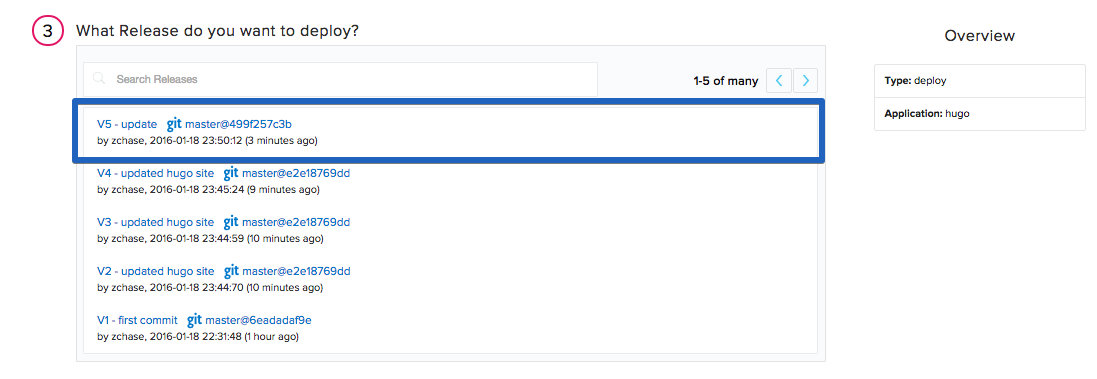 3 What Release do you want to deploy?
Overview
Search Releases
1-5 of many
Type: deploy
Application: hugo
V5 - update git master@499f257c3b
by zchase, 2016-01-18 23:50:12 (3 minutes ago)
V4 - updated hugo site git master@e2e18769dd
by zchase, 2016-01-18 23:45:24 (9 minutes ago)
V3 - updated hugo site git master@e2e18769dd
by zchase, 2016-01-18 23:44:59 (10 minutes ago)
V2 - updated hugo site git master@e2e18769dd
by zchase, 2016-01-18 23:44:70 (10 minutes ago)
V1 - first commit git master@6eadadaf9e
by zchase, 2016-01-18 22:31:48 (1 hour ago)